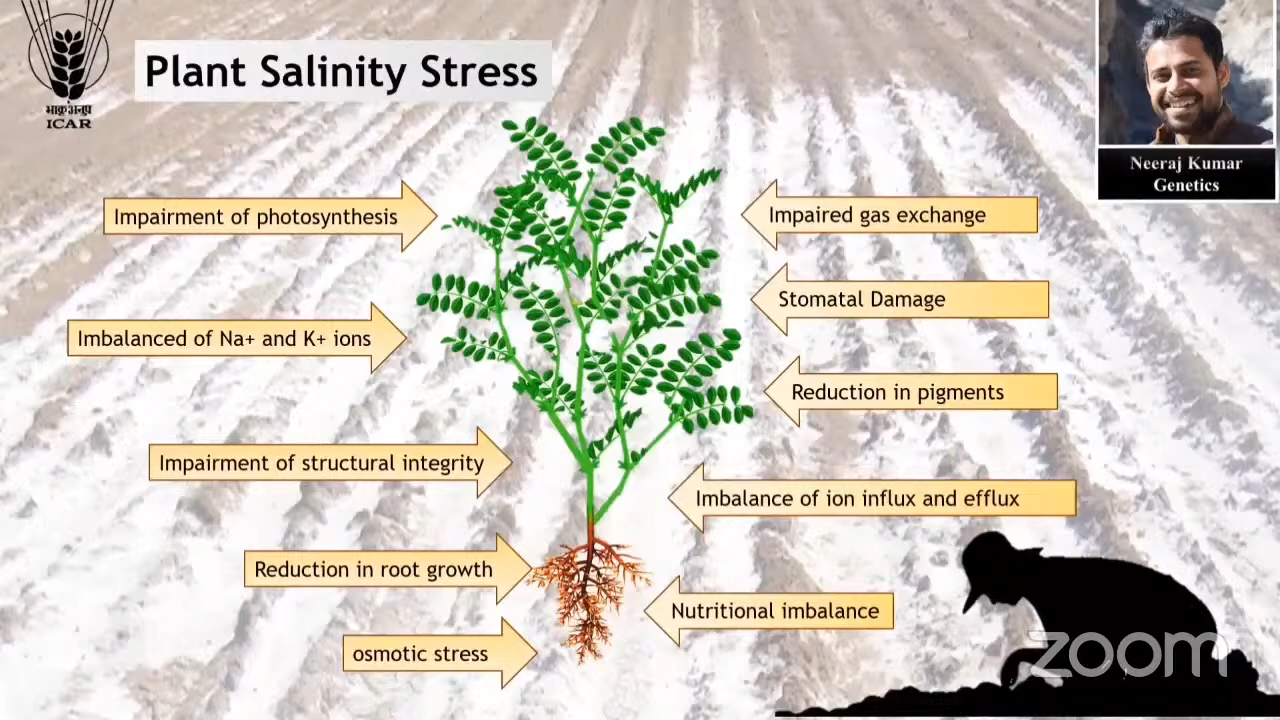 Plant Salinity Stress
भाकृअनुप
ICAR
Neeraj Kumar
Genetics
Impairment of photosynthesis
Impaired gas exchange
Stomatal Damage
Imbalanced of Na+ and K+ ions
Reduction in pigments
Impairment of structural integrity
Imbalance of ion influx and efflux
Reduction in root growth
Nutritional imbalance
osmotic stress
zoom